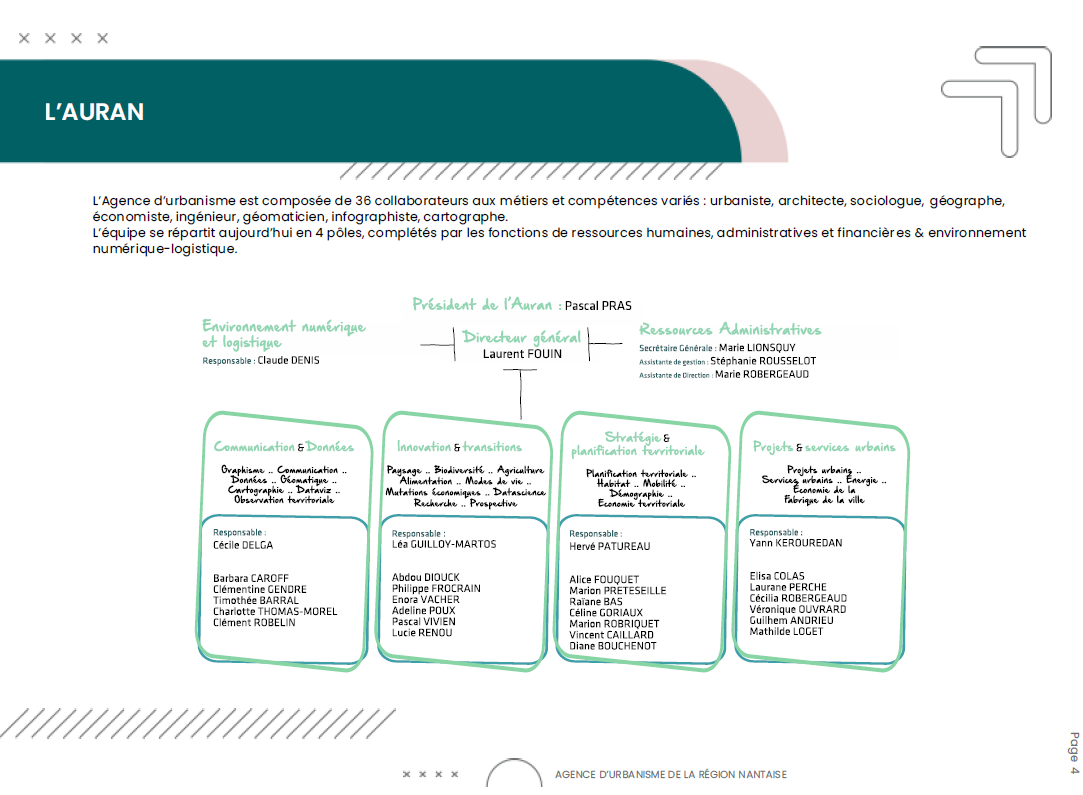 L'AURAN
L'Agence d'urbanisme est composée de 36 collaborateurs aux métiers et compétences variés : urbaniste, architecte, sociologue, géographe,
économiste, ingénieur, géomaticien, infographiste, cartographe.
L'équipe se répartit aujourd'hui en 4 pôles, complétés par les fonctions de ressources humaines, administratives et financières & environnement
numérique-logistique.
Président de l'Auran : Pascal PRAS
Environnement numérique
et logistique
Responsable : Claude DENIS
Directeur général
Laurent FOUIN
Ressources Administratives
Secrétaire Générale : Marie LIONSQUY
Assistante de gestion : Stéphanie ROUSSELOT
Assistante de Direction : Marie ROBERGEAUD
Communication & Données
Graphisme .. Communication ..
Données .. Géomatique ..
Cartographie .. Dataviz ..
Observation territoriale
Responsable :
Cécile DELGA
Barbara CAROFF
Clémentine GENDRE
Timothée BARRAL
Charlotte THOMAS-MOREL
Clément ROBELIN
Innovation & transitions
Paysage .. Biodiversité .. Agriculture
Alimentation .. Modes de vie ..
Mutations économiques .. Datascience
Recherche .. Prospective
Responsable :
Léa GUILLOY-MARTOS
Abdou DIOUCK
Philippe FROCRAIN
Enora VACHER
Adeline POUX
Pascal VIVIEN
Lucie RENOU
Stratégie &
planification territoriale
Planification territoriale ..
Habitat .. Mobilité ..
Démographie ..
Economie territoriale
Responsable :
Hervé PATUREAU
Alice FOUQUET
Marion PRETESEILLE
Raïane BAS
Céline GORIAUX
Marion ROBRIQUET
Vincent CAILLARD
Diane BOUCHENOT
Projets & services urbains
Projets urbains ..
Services urbains .. Énergie ..
Économie de la
Fabrique de la ville
Responsable :
Yann KEROUREDAN
Elisa COLAS
Laurane PERCHE
Cécilia ROBERGEAUD
Véronique OUVRARD
Guilhem ANDRIEU
Mathilde LOGET
Page 4
AGENCE D'URBANISME DE LA RÉGION NANTAISE